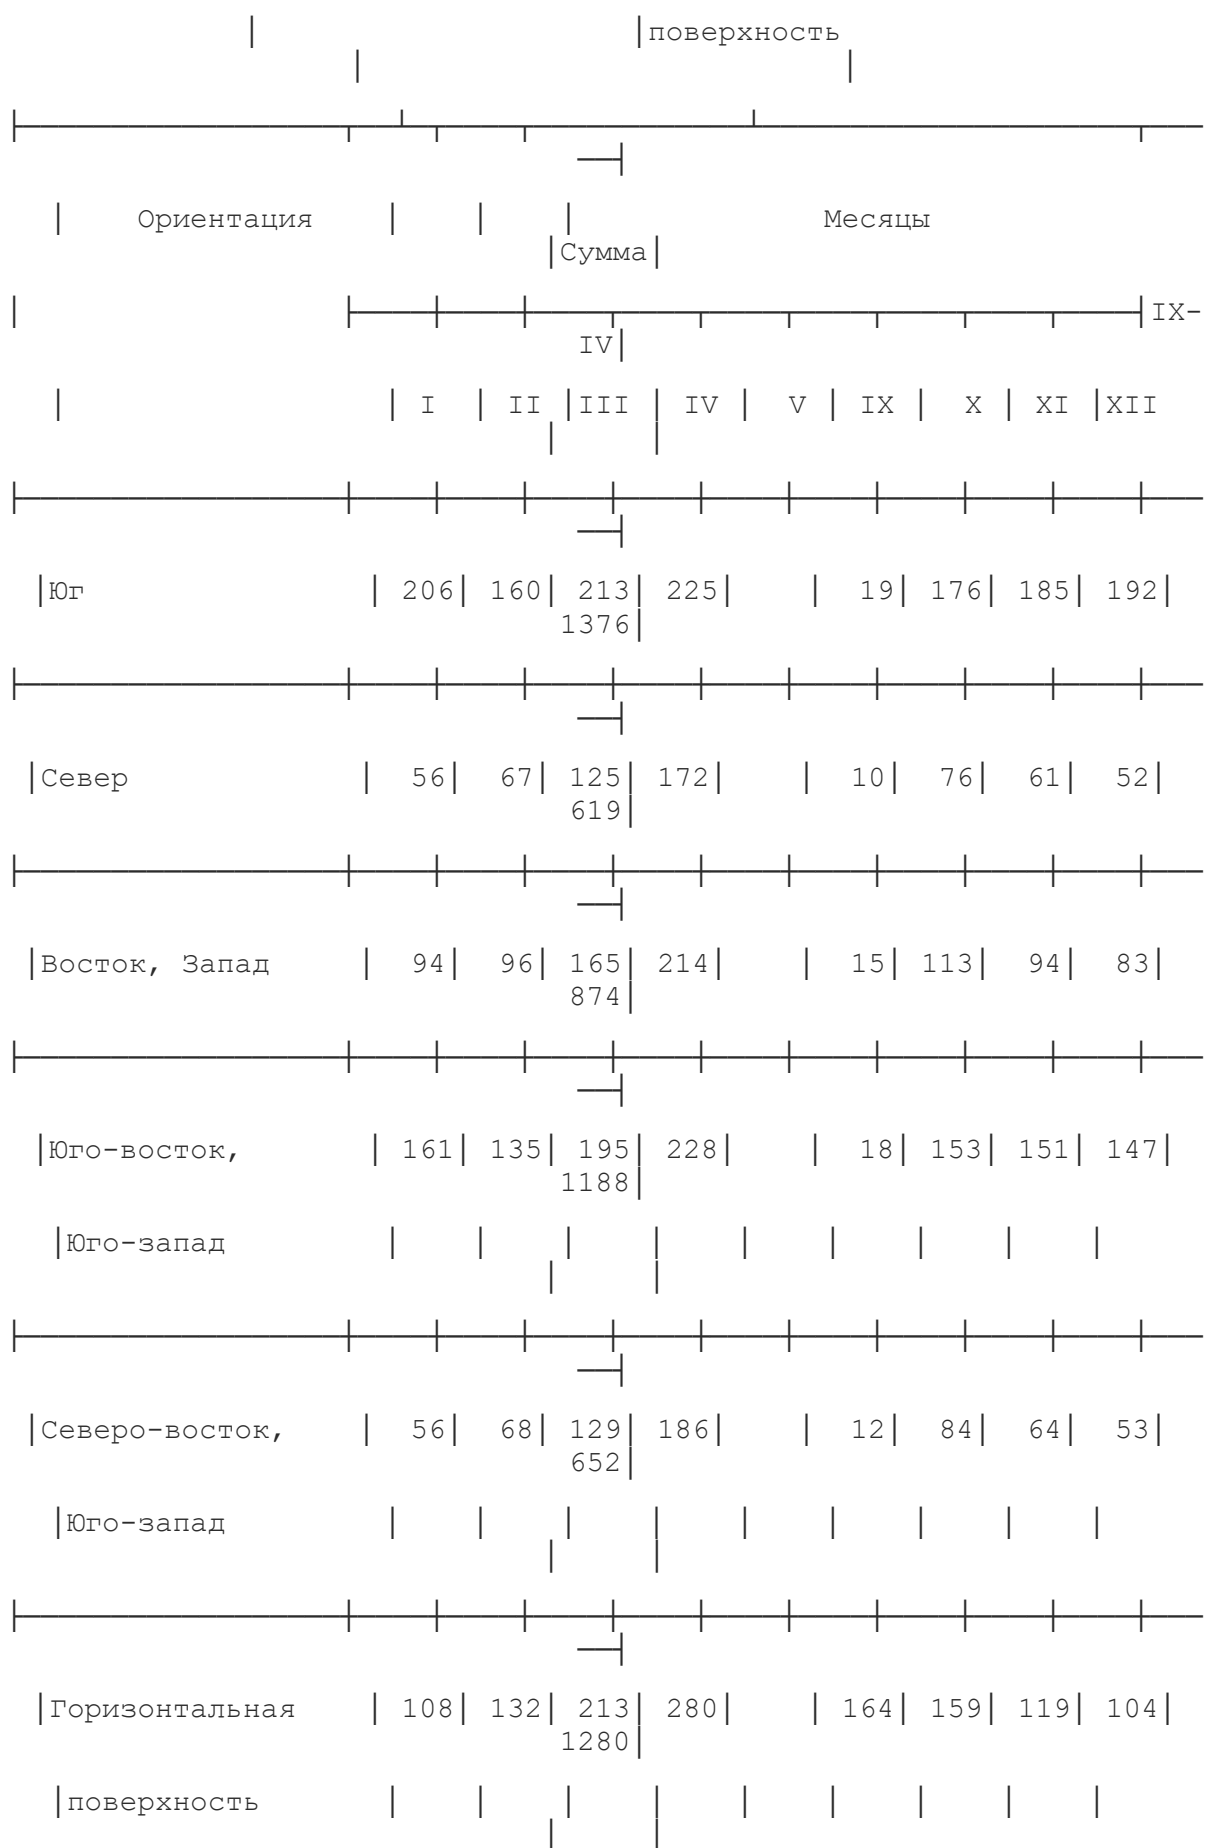 поверхность
Ориентация Месяцы
Сумма
IX-
IV
I II III IV V IX X XI XII
Юг 206 160 213 225 19 176 185 192
1376
Север 56 67 125 172 10 76 61 52
619
Восток, Запад 94 96 165 214 15 113 94 83
874
Юго-восток, 161 135 195 228 18 153 151 147
1188
Юго-запад
Северо-восток, 56 68 129 186 12 84 64 53
652
Юго-запад
Горизонтальная 108 132 213 280 164 159 119 104
1280
поверхность